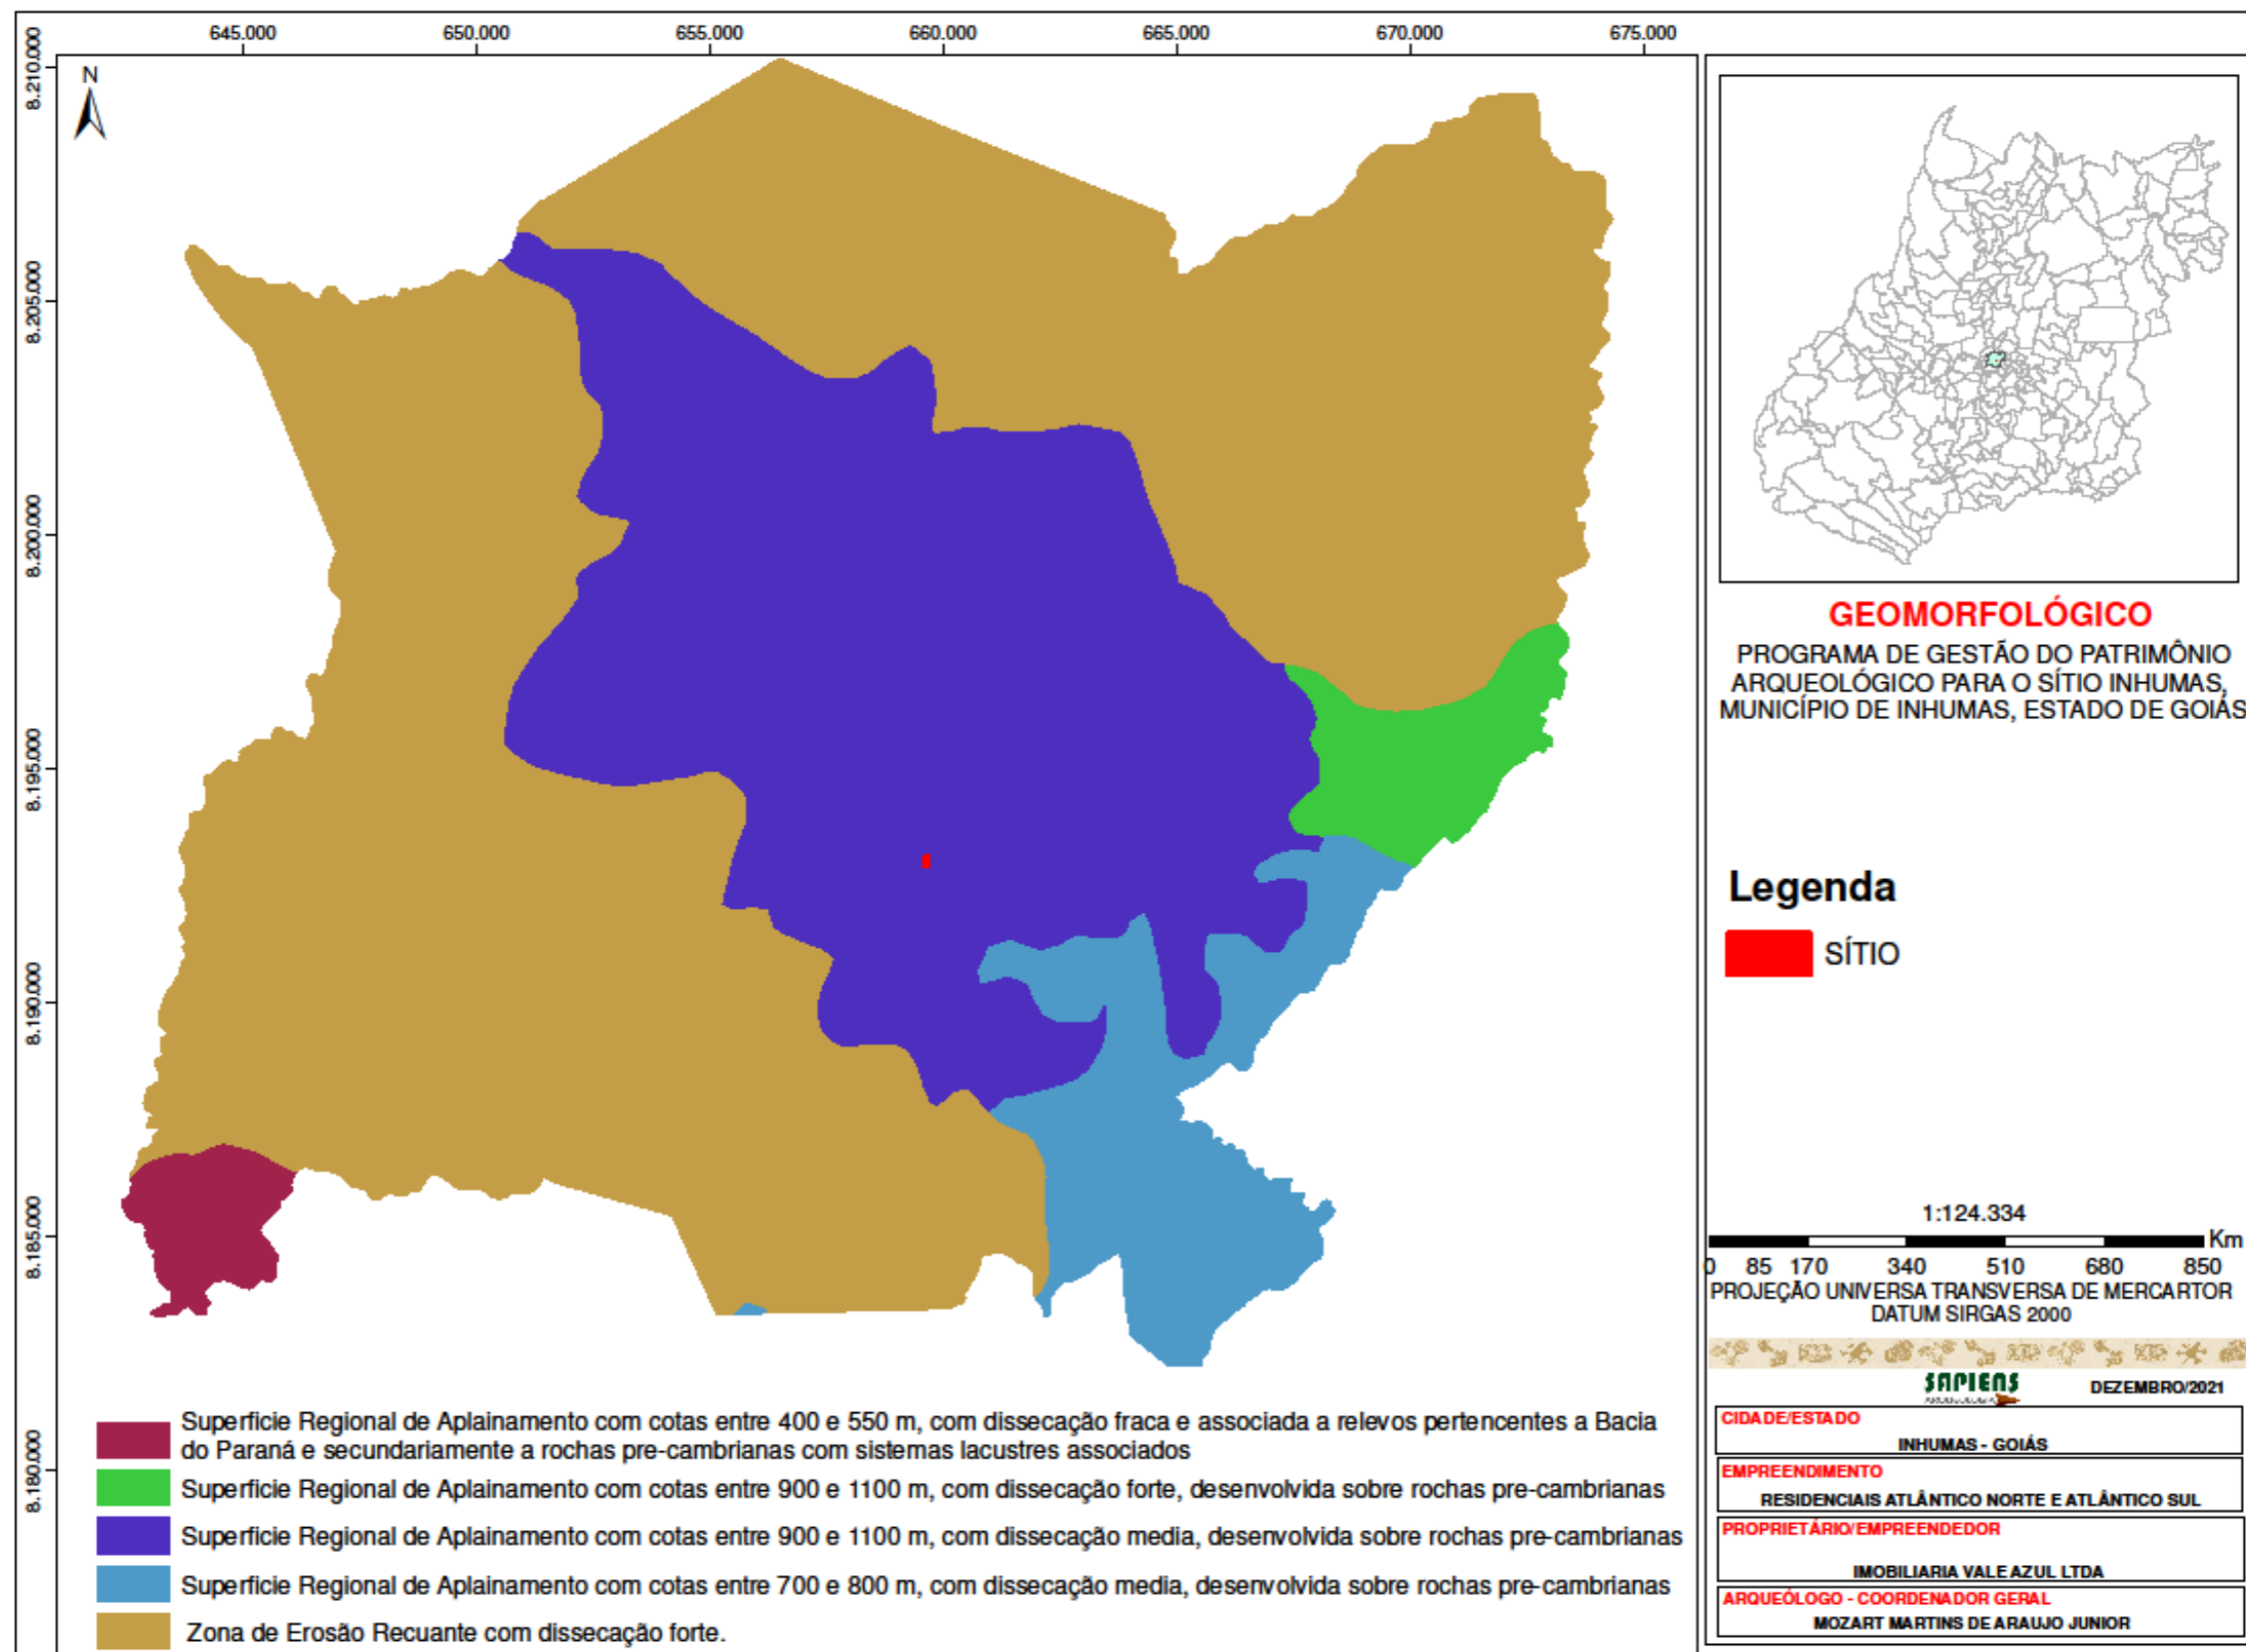 645.000 650.000 655.000 660.000 665.000 670.000 675.000
8.210.000
8.205.000
8.200.000
8.195.000
8.190.000
8.185.000
8.180.000
N
GEOMORFOLÓGICO
PROGRAMA DE GESTÃO DO PATRIMÔNIO
ARQUEOLÓGICO PARA O SÍTIO INHUMAS,
MUNICÍPIO DE INHUMAS, ESTADO DE GOIÁS
Legenda
SÍTIO
1:124.334
Km
0 85 170 340 510 680 850
PROJEÇÃO UNIVERSA TRANSVERSA DE MERCARTOR
DATUM SIRGAS 2000
SAPIENS
ARQUEOLOGIA
DEZEMBRO/2021
CIDADE/ESTADO
INHUMAS - GOIÁS
EMPREENDIMENTO
RESIDENCIAIS ATLÂNTICO NORTE E ATLÂNTICO SUL
PROPRIETÁRIO/EMPREENDEDOR
IMOBILIARIA VALE AZUL LTDA
ARQUEÓLOGO - COORDENADOR GERAL
MOZART MARTINS DE ARAUJO JUNIOR
Superficie Regional de Aplainamento com cotas entre 400 e 550 m, com dissecação fraca e associada a relevos pertencentes a Bacia
do Paraná e secundariamente a rochas pre-cambrianas com sistemas lacustres associados
Superficie Regional de Aplainamento com cotas entre 900 e 1100 m, com dissecação forte, desenvolvida sobre rochas pre-cambrianas
Superficie Regional de Aplainamento com cotas entre 900 e 1100 m, com dissecação media, desenvolvida sobre rochas pre-cambrianas
Superficie Regional de Aplainamento com cotas entre 700 e 800 m, com dissecação media, desenvolvida sobre rochas pre-cambrianas
Zona de Erosão Recuante com dissecação forte.